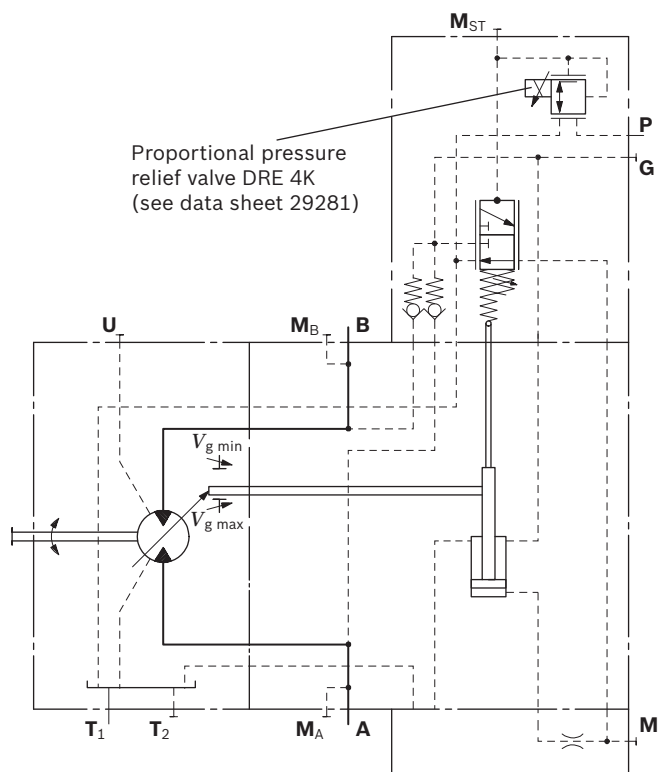 M_ST
P
Proportional pressure
relief valve DRE 4K
(see data sheet 29281)
G
U
M_B
B
V_g min
V_g max
T_1
T_2
M_A
A
M